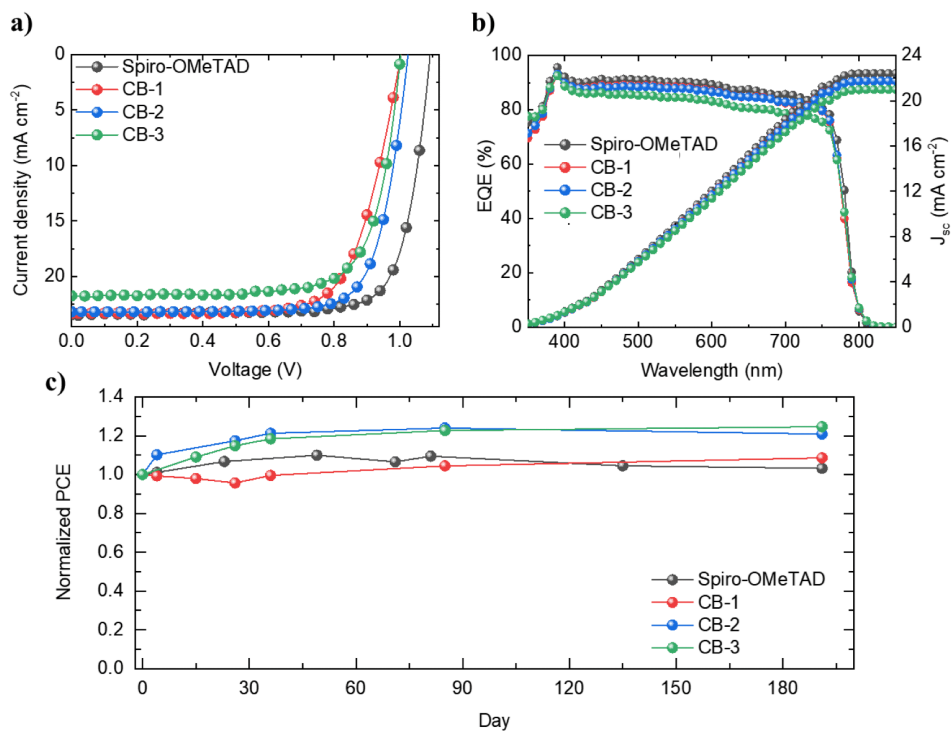 a)
0
5
10
15
20
Current density (mA cm-2)
Spiro-OMeTAD
CB-1
CB-2
CB-3
0.0 0.2 0.4 0.6 0.8 1.0
Voltage (V)
b)
100
80
60
40
20
0
EQE (%)
Spiro-OMeTAD
CB-1
CB-2
CB-3
24
20
16
12
8
4
0
Jsc (mA cm-2)
400 500 600 700 800
Wavelength (nm)
c)
1.4
1.2
1.0
0.8
0.6
0.4
0.2
0.0
Normalized PCE
Spiro-OMeTAD
CB-1
CB-2
CB-3
0 30 60 90 120 150 180
Day